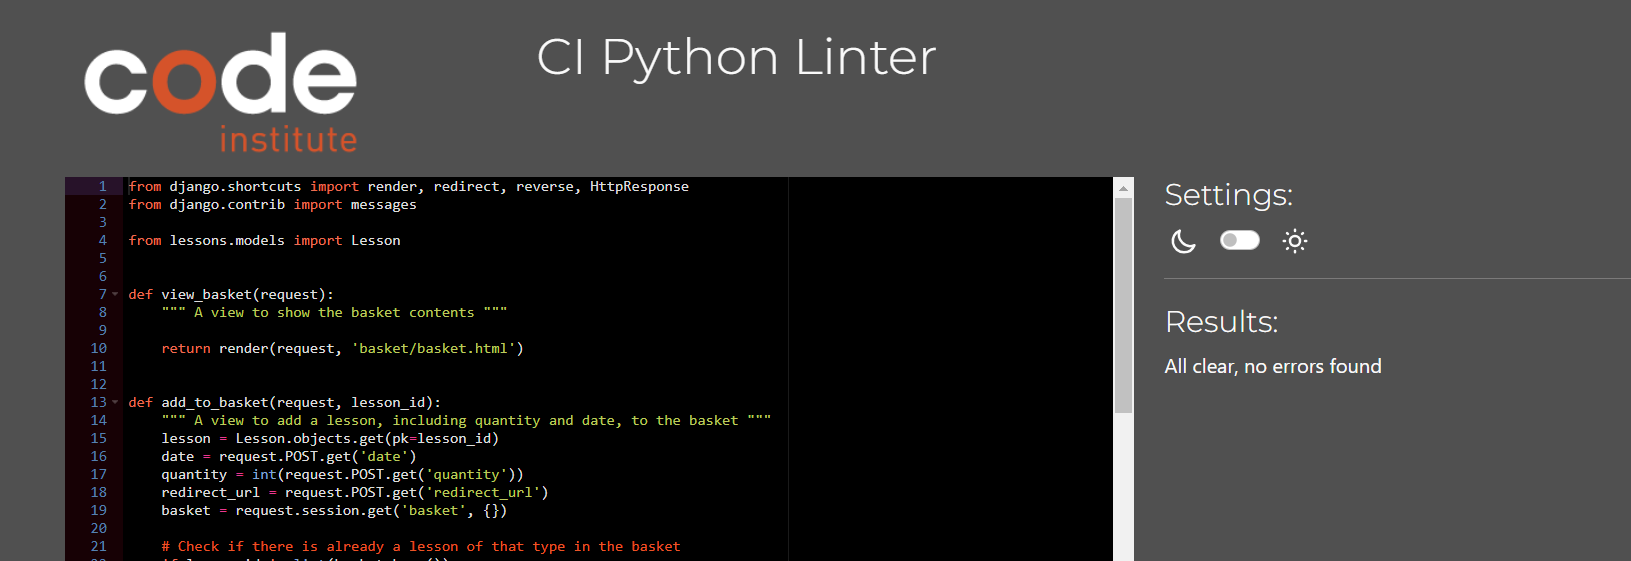 code
institute
CI Python Linter
1 from django.shortcuts import render, redirect, reverse, HttpResponse
2 from django.contrib import messages
3
4 from lessons.models import Lesson
5
6
7 def view_basket(request):
8 """ A view to show the basket contents """
9
10 return render(request, 'basket/basket.html')
11
12
13 def add_to_basket(request, lesson_id):
14 """ A view to add a lesson, including quantity and date, to the basket """
15 lesson = Lesson.objects.get(pk=lesson_id)
16 date = request.POST.get('date')
17 quantity = int(request.POST.get('quantity'))
18 redirect_url = request.POST.get('redirect_url')
19 basket = request.session.get('basket', {})
20
21 # Check if there is already a lesson of that type in the basket
Settings:
Results:
All clear, no errors found